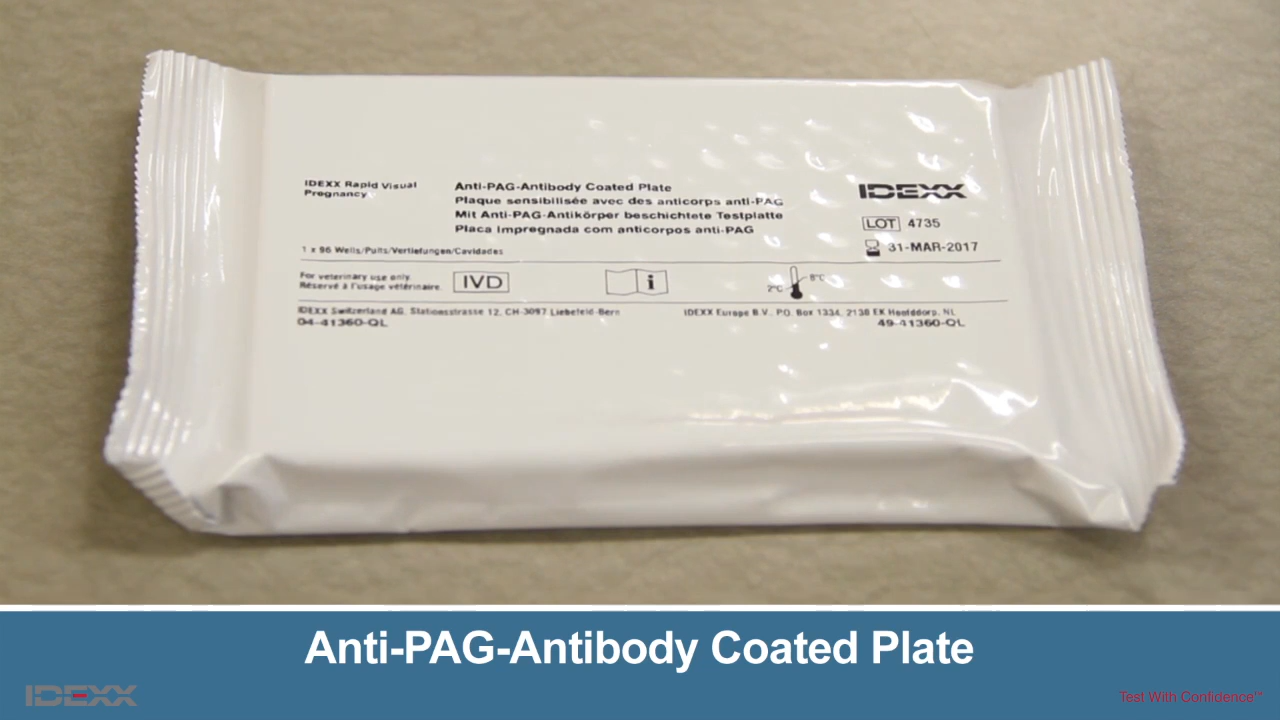 IDEXX Rapid Visual
Pregnancy
Anti-PAG-Antibody Coated Plate
Plaque sensibilisée avec des anticorps anti-PAG
Mit Anti-PAG-Antikörper beschichtete Testplatte
Placa Impregnada com anticorpos anti-PAG
IDEXX
LOT 4735
31-MAR-2017
1 x 96 Wells/Puits/Vertiefungen/Cavidades
For veterinary use only.
Réservé à l'usage vétérinaire.
IVD
i
2°C
8°C
IDEXX Switzerland AG, Stationsstrasse 12, CH-3097 Liebefeld-Bern
04-41360-QL
IDEXX Europe B.V., PO. Box 1334, 2130 EK Hoofddorp, NL
49-41360-QL
Anti-PAG-Antibody Coated Plate
IDEXX
Test With Confidence™